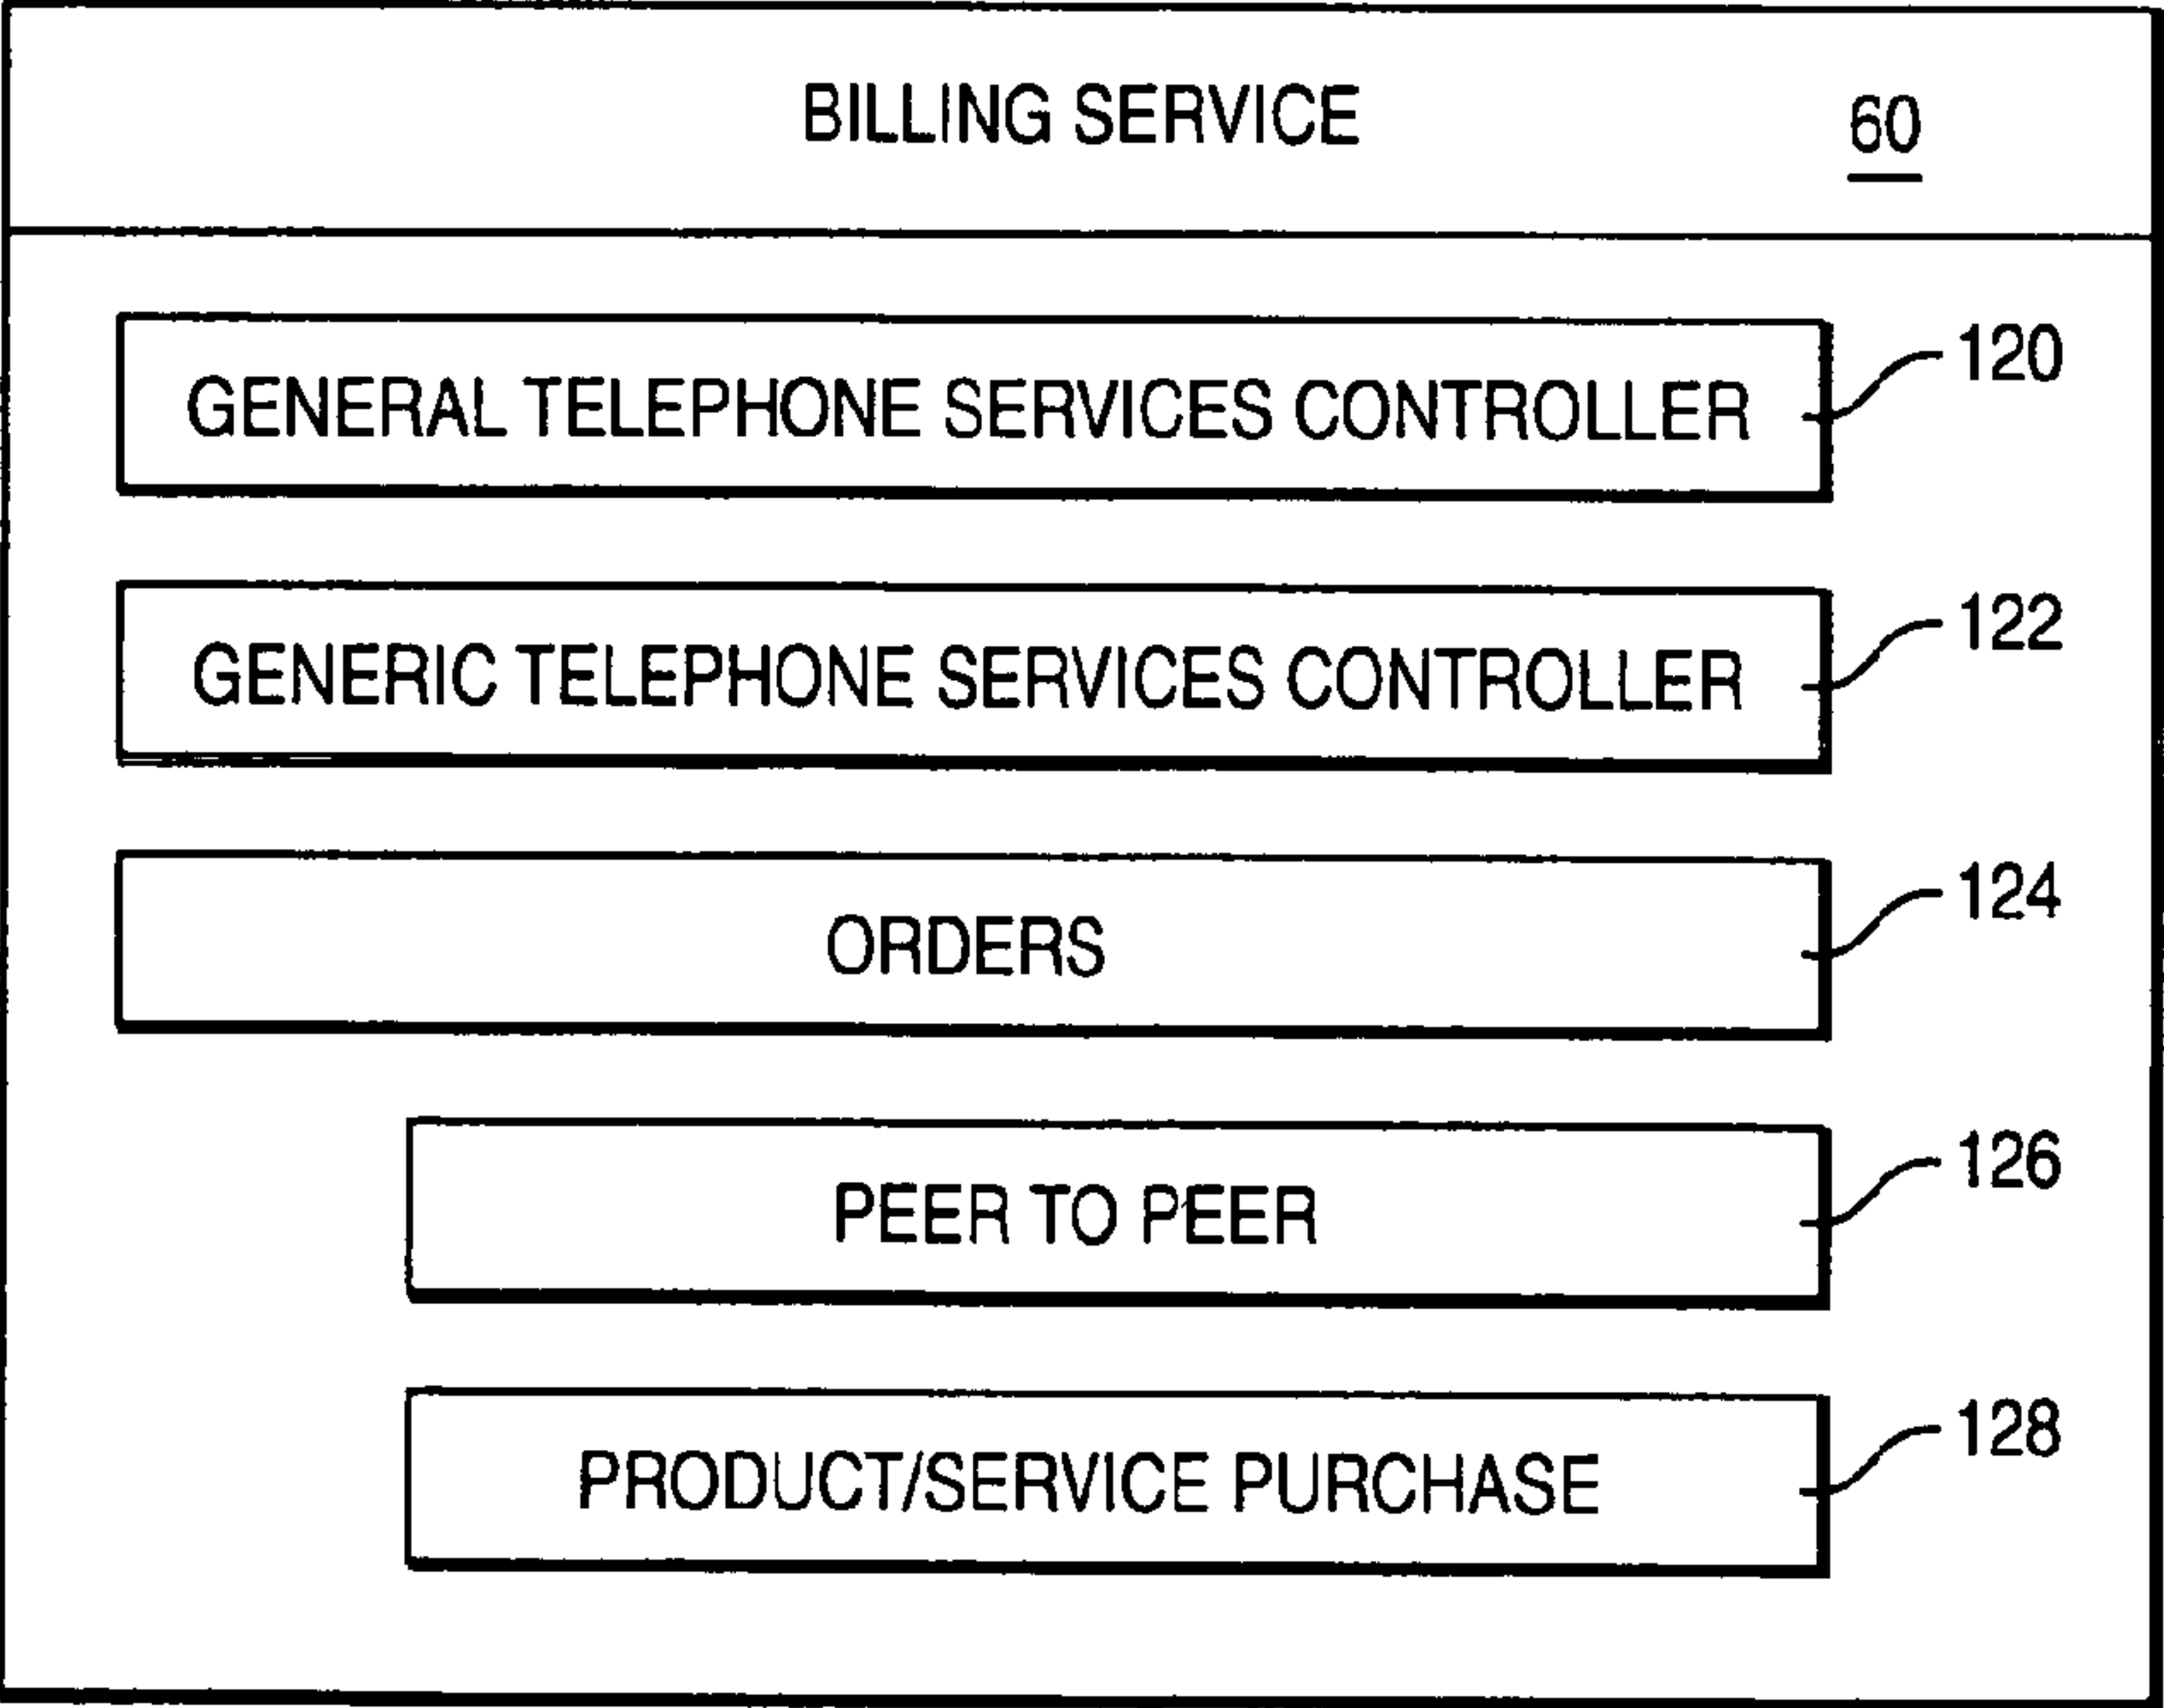 BILLING SERVICE 60
GENERAL TELEPHONE SERVICES CONTROLLER 120
GENERIC TELEPHONE SERVICES CONTROLLER 122
ORDERS 124
PEER TO PEER 126
PRODUCT/SERVICE PURCHASE 128